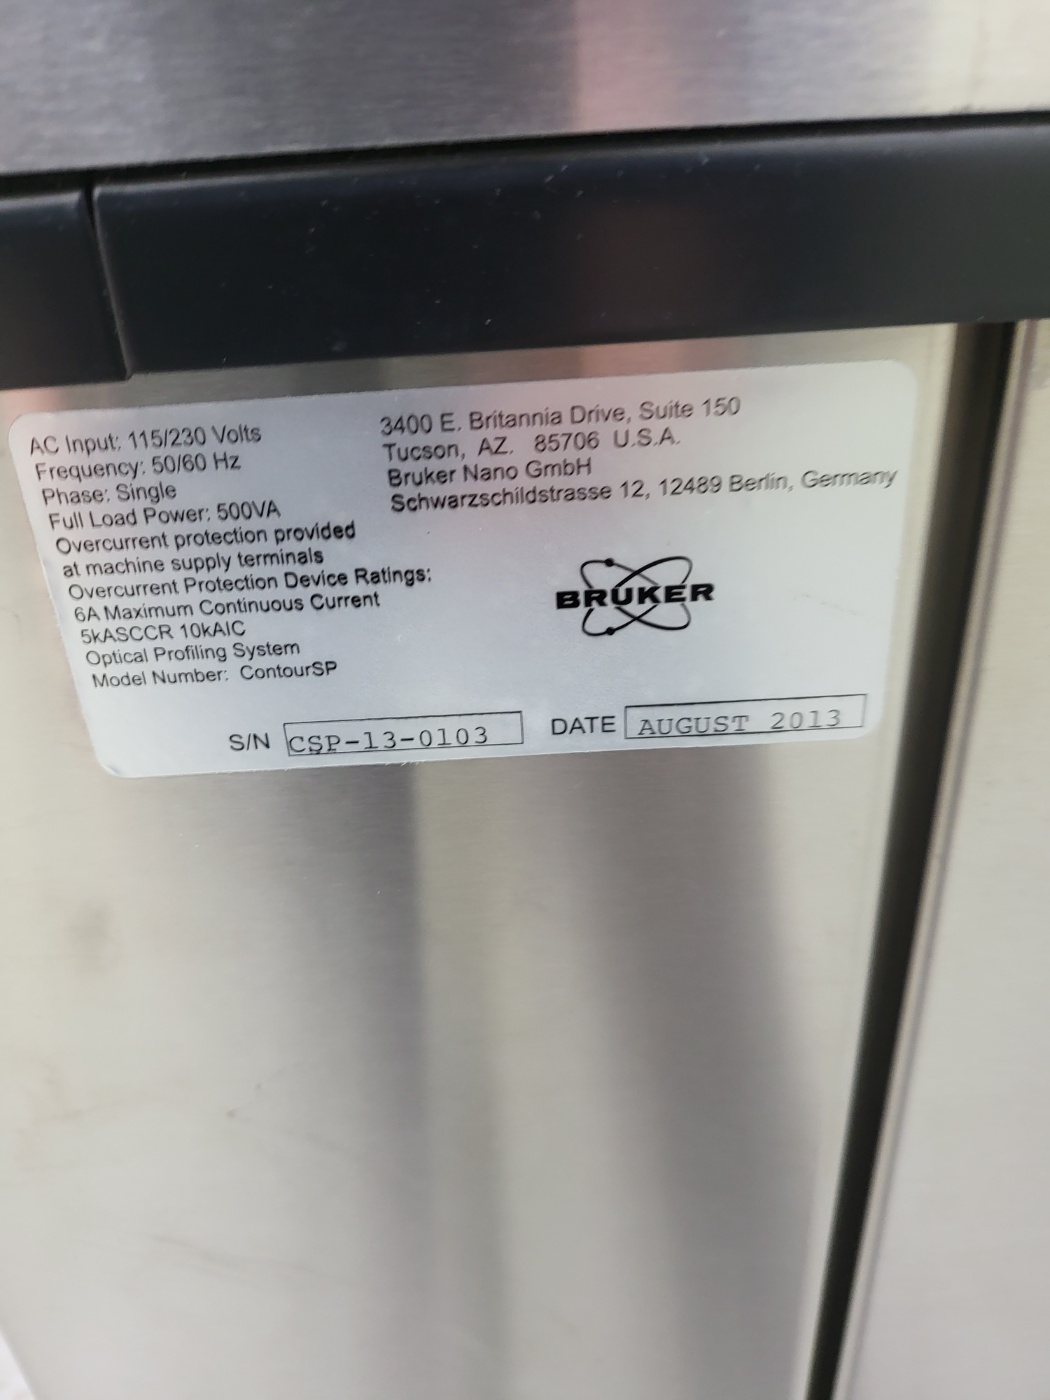 AC Input: 115/230 Volts
Frequency: 50/60 Hz
Phase: Single
Full Load Power: 500VA
Overcurrent protection provided
at machine supply terminals
Overcurrent Protection Device Ratings:
6A Maximum Continuous Current
5kASCCR 10kAIC
Optical Profiling System
Model Number: ContourSP
3400 E. Britannia Drive, Suite 150
Tucson, AZ. 85706 U.S.A.
Bruker Nano GmbH
Schwarzschildstrasse 12, 12489 Berlin, Germany
BRUKER
S/N CSP-13-0103 DATE AUGUST 2013